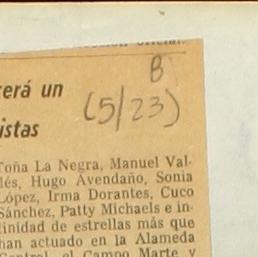 oficial.
B
(5/23)
cerá un
istas
Toña La Negra, Manuel Val-
dés, Hugo Avendaño, Sonia
López, Irma Dorantes, Cuco
Sánchez, Patty Michaels e in-
finidad de estrellas más que
han actuado en la Alameda
Central, el Campo Marte y